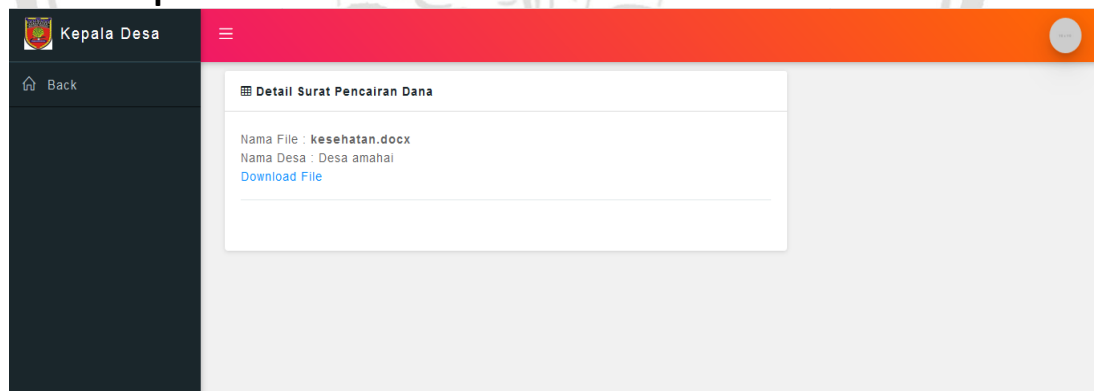 Kepala Desa
Back
Detail Surat Pencairan Dana
Nama File : kesehatan.docx
Nama Desa : Desa amahai
Download File